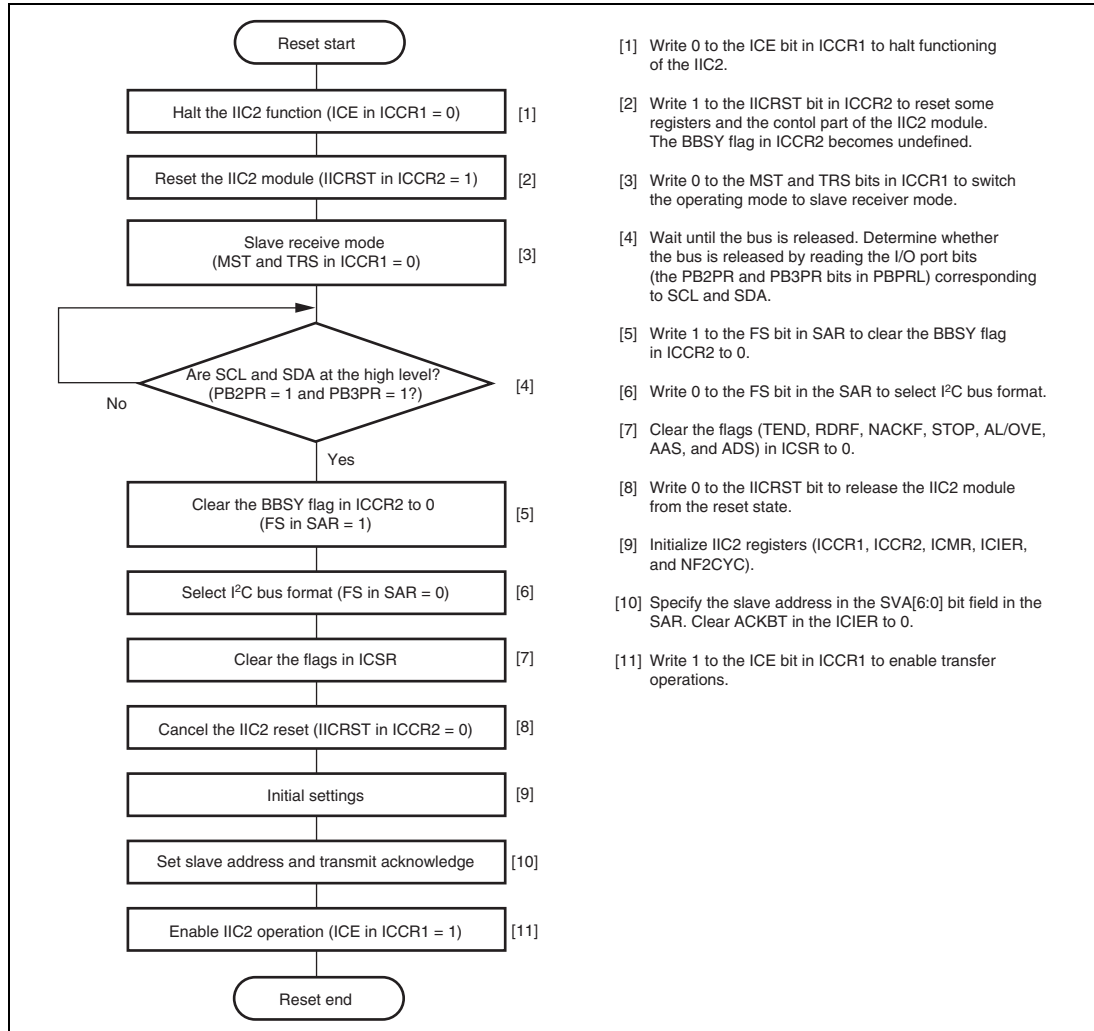 Reset start
Halt the IIC2 function (ICE in ICCR1 = 0)
[1]
Reset the IIC2 module (IICRST in ICCR2 = 1)
[2]
Slave receive mode
(MST and TRS in ICCR1 = 0)
[3]
Are SCL and SDA at the high level?
(PB2PR = 1 and PB3PR = 1?)
[4]
No
Yes
Clear the BBSY flag in ICCR2 to 0
(FS in SAR = 1)
[5]
Select I²C bus format (FS in SAR = 0)
[6]
Clear the flags in ICSR
[7]
Cancel the IIC2 reset (IICRST in ICCR2 = 0)
[8]
Initial settings
[9]
Set slave address and transmit acknowledge
[10]
Enable IIC2 operation (ICE in ICCR1 = 1)
[11]
Reset end
[1] Write 0 to the ICE bit in ICCR1 to halt functioning
of the IIC2.
[2] Write 1 to the IICRST bit in ICCR2 to reset some
registers and the contol part of the IIC2 module.
The BBSY flag in ICCR2 becomes undefined.
[3] Write 0 to the MST and TRS bits in ICCR1 to switch
the operating mode to slave receiver mode.
[4] Wait until the bus is released. Determine whether
the bus is released by reading the I/O port bits
(the PB2PR and PB3PR bits in PBPRL) corresponding
to SCL and SDA.
[5] Write 1 to the FS bit in SAR to clear the BBSY flag
in ICCR2 to 0.
[6] Write 0 to the FS bit in the SAR to select I²C bus format.
[7] Clear the flags (TEND, RDRF, NACKF, STOP, AL/OVE,
AAS, and ADS) in ICSR to 0.
[8] Write 0 to the IICRST bit to release the IIC2 module
from the reset state.
[9] Initialize IIC2 registers (ICCR1, ICCR2, ICMR, ICIER,
and NF2CYC).
[10] Specify the slave address in the SVA[6:0] bit field in the
SAR. Clear ACKBT in the ICIER to 0.
[11] Write 1 to the ICE bit in ICCR1 to enable transfer
operations.